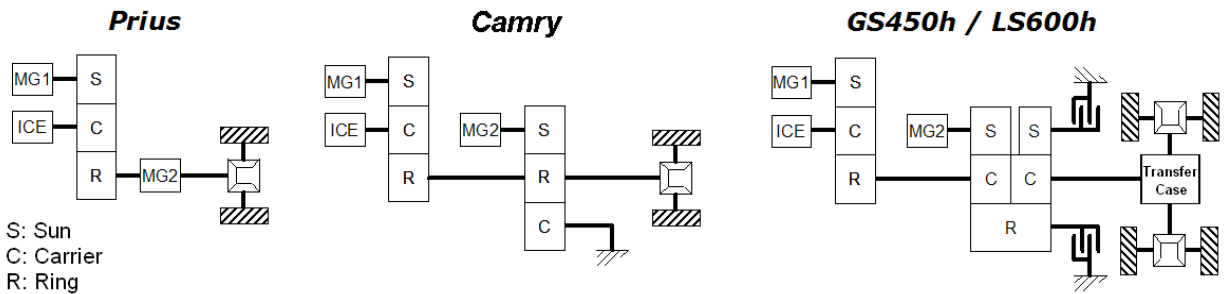 Prius
MG1
S
ICE
C
R
MG2
S: Sun
C: Carrier
R: Ring
Camry
MG1
S
ICE
C
MG2
S
R
R
C
GS450h / LS600h
MG1
S
ICE
C
MG2
S
S
R
C
C
Transfer
Case
R